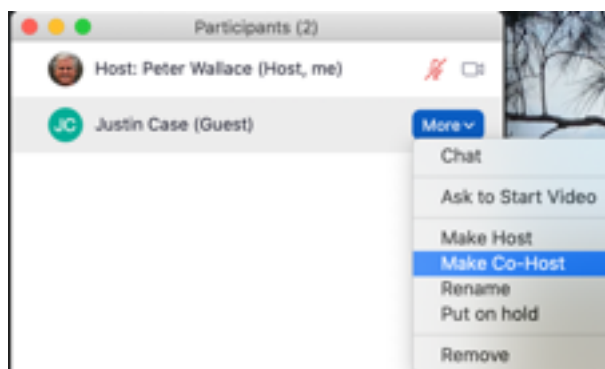 Participants (2)
Host: Peter Wallace (Host, me)
JC Justin Case (Guest) More
Chat
Ask to Start Video
Make Host
Make Co-Host
Rename
Put on hold
Remove